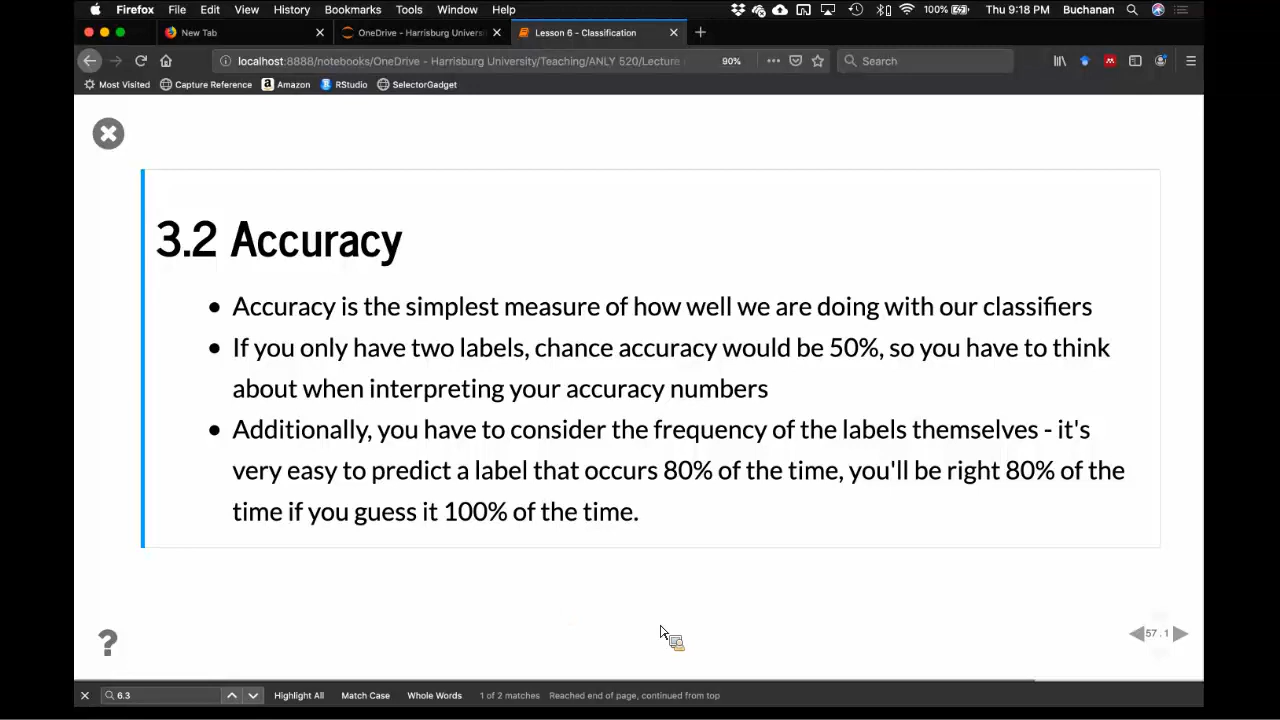 Firefox File Edit View History Bookmarks Tools Window Help 100% Thu 9:18 PM Buchanan
New Tab OneDrive - Harrisburg Universi Lesson 6 - Classification
localhost:8888/notebooks/OneDrive - Harrisburg University/Teaching/ANLY 520/Lecture 90% Search
Most Visited Capture Reference Amazon RStudio SelectorGadget
3.2 Accuracy
• Accuracy is the simplest measure of how well we are doing with our classifiers
• If you only have two labels, chance accuracy would be 50%, so you have to think
about when interpreting your accuracy numbers
• Additionally, you have to consider the frequency of the labels themselves - it's
very easy to predict a label that occurs 80% of the time, you'll be right 80% of the
time if you guess it 100% of the time.
?
57 . 1
6.3 Highlight All Match Case Whole Words 1 of 2 matches Reached end of page, continued from top